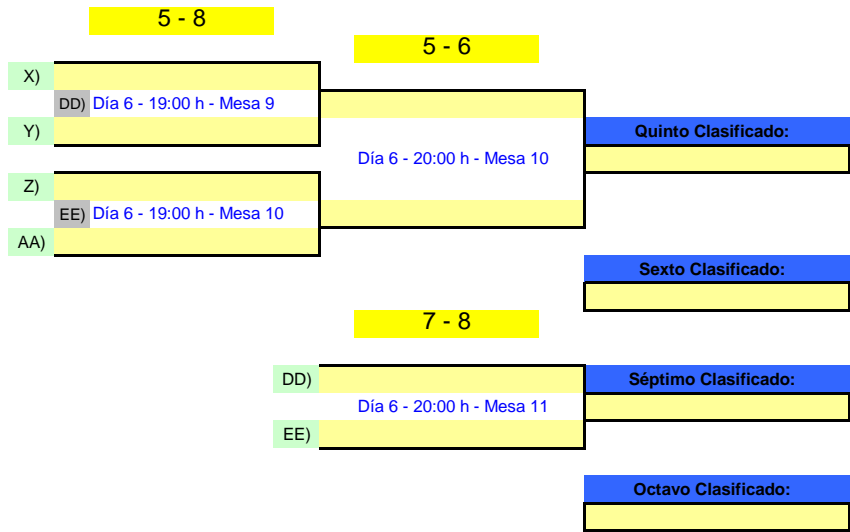 5 - 8
5 - 6
X)
DD) Día 6 - 19:00 h - Mesa 9
Y)
Quinto Clasificado:
Día 6 - 20:00 h - Mesa 10
Z)
EE) Día 6 - 19:00 h - Mesa 10
AA)
Sexto Clasificado:
7 - 8
DD)
Séptimo Clasificado:
Día 6 - 20:00 h - Mesa 11
EE)
Octavo Clasificado: